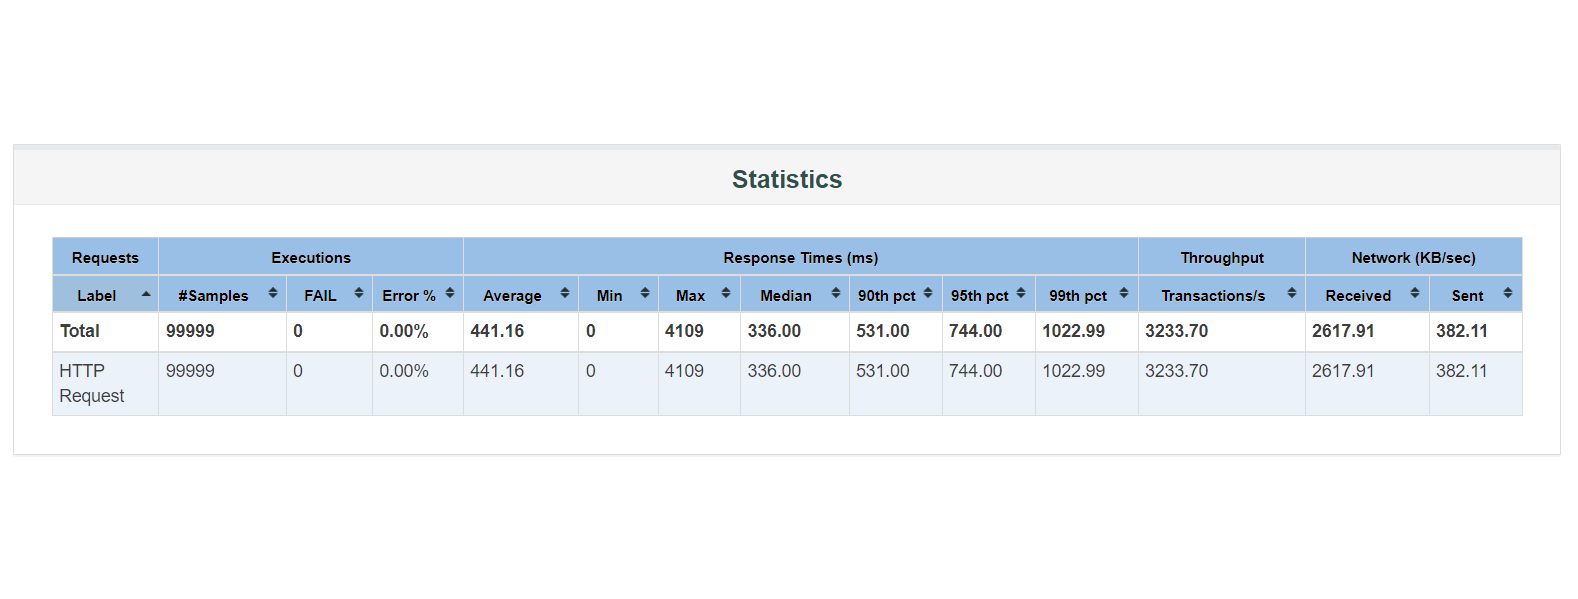 Statistics
Requests Executions Response Times (ms) Throughput Network (KB/sec)
Label #Samples FAIL Error % Average Min Max Median 90th pct 95th pct 99th pct Transactions/s Received Sent
Total 99999 0 0.00% 441.16 0 4109 336.00 531.00 744.00 1022.99 3233.70 2617.91 382.11
HTTP Request 99999 0 0.00% 441.16 0 4109 336.00 531.00 744.00 1022.99 3233.70 2617.91 382.11